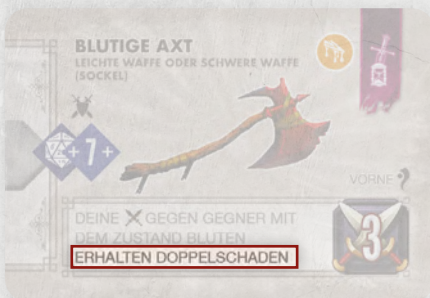 BLUTIGE AXT
LEICHTE WAFFE ODER SCHWERE WAFFE
(SOCKEL)
+7+
VORNE
DEINE GEGEN GEGNER MIT
DEM ZUSTAND BLUTEN
ERHALTEN DOPPELSCHADEN
3